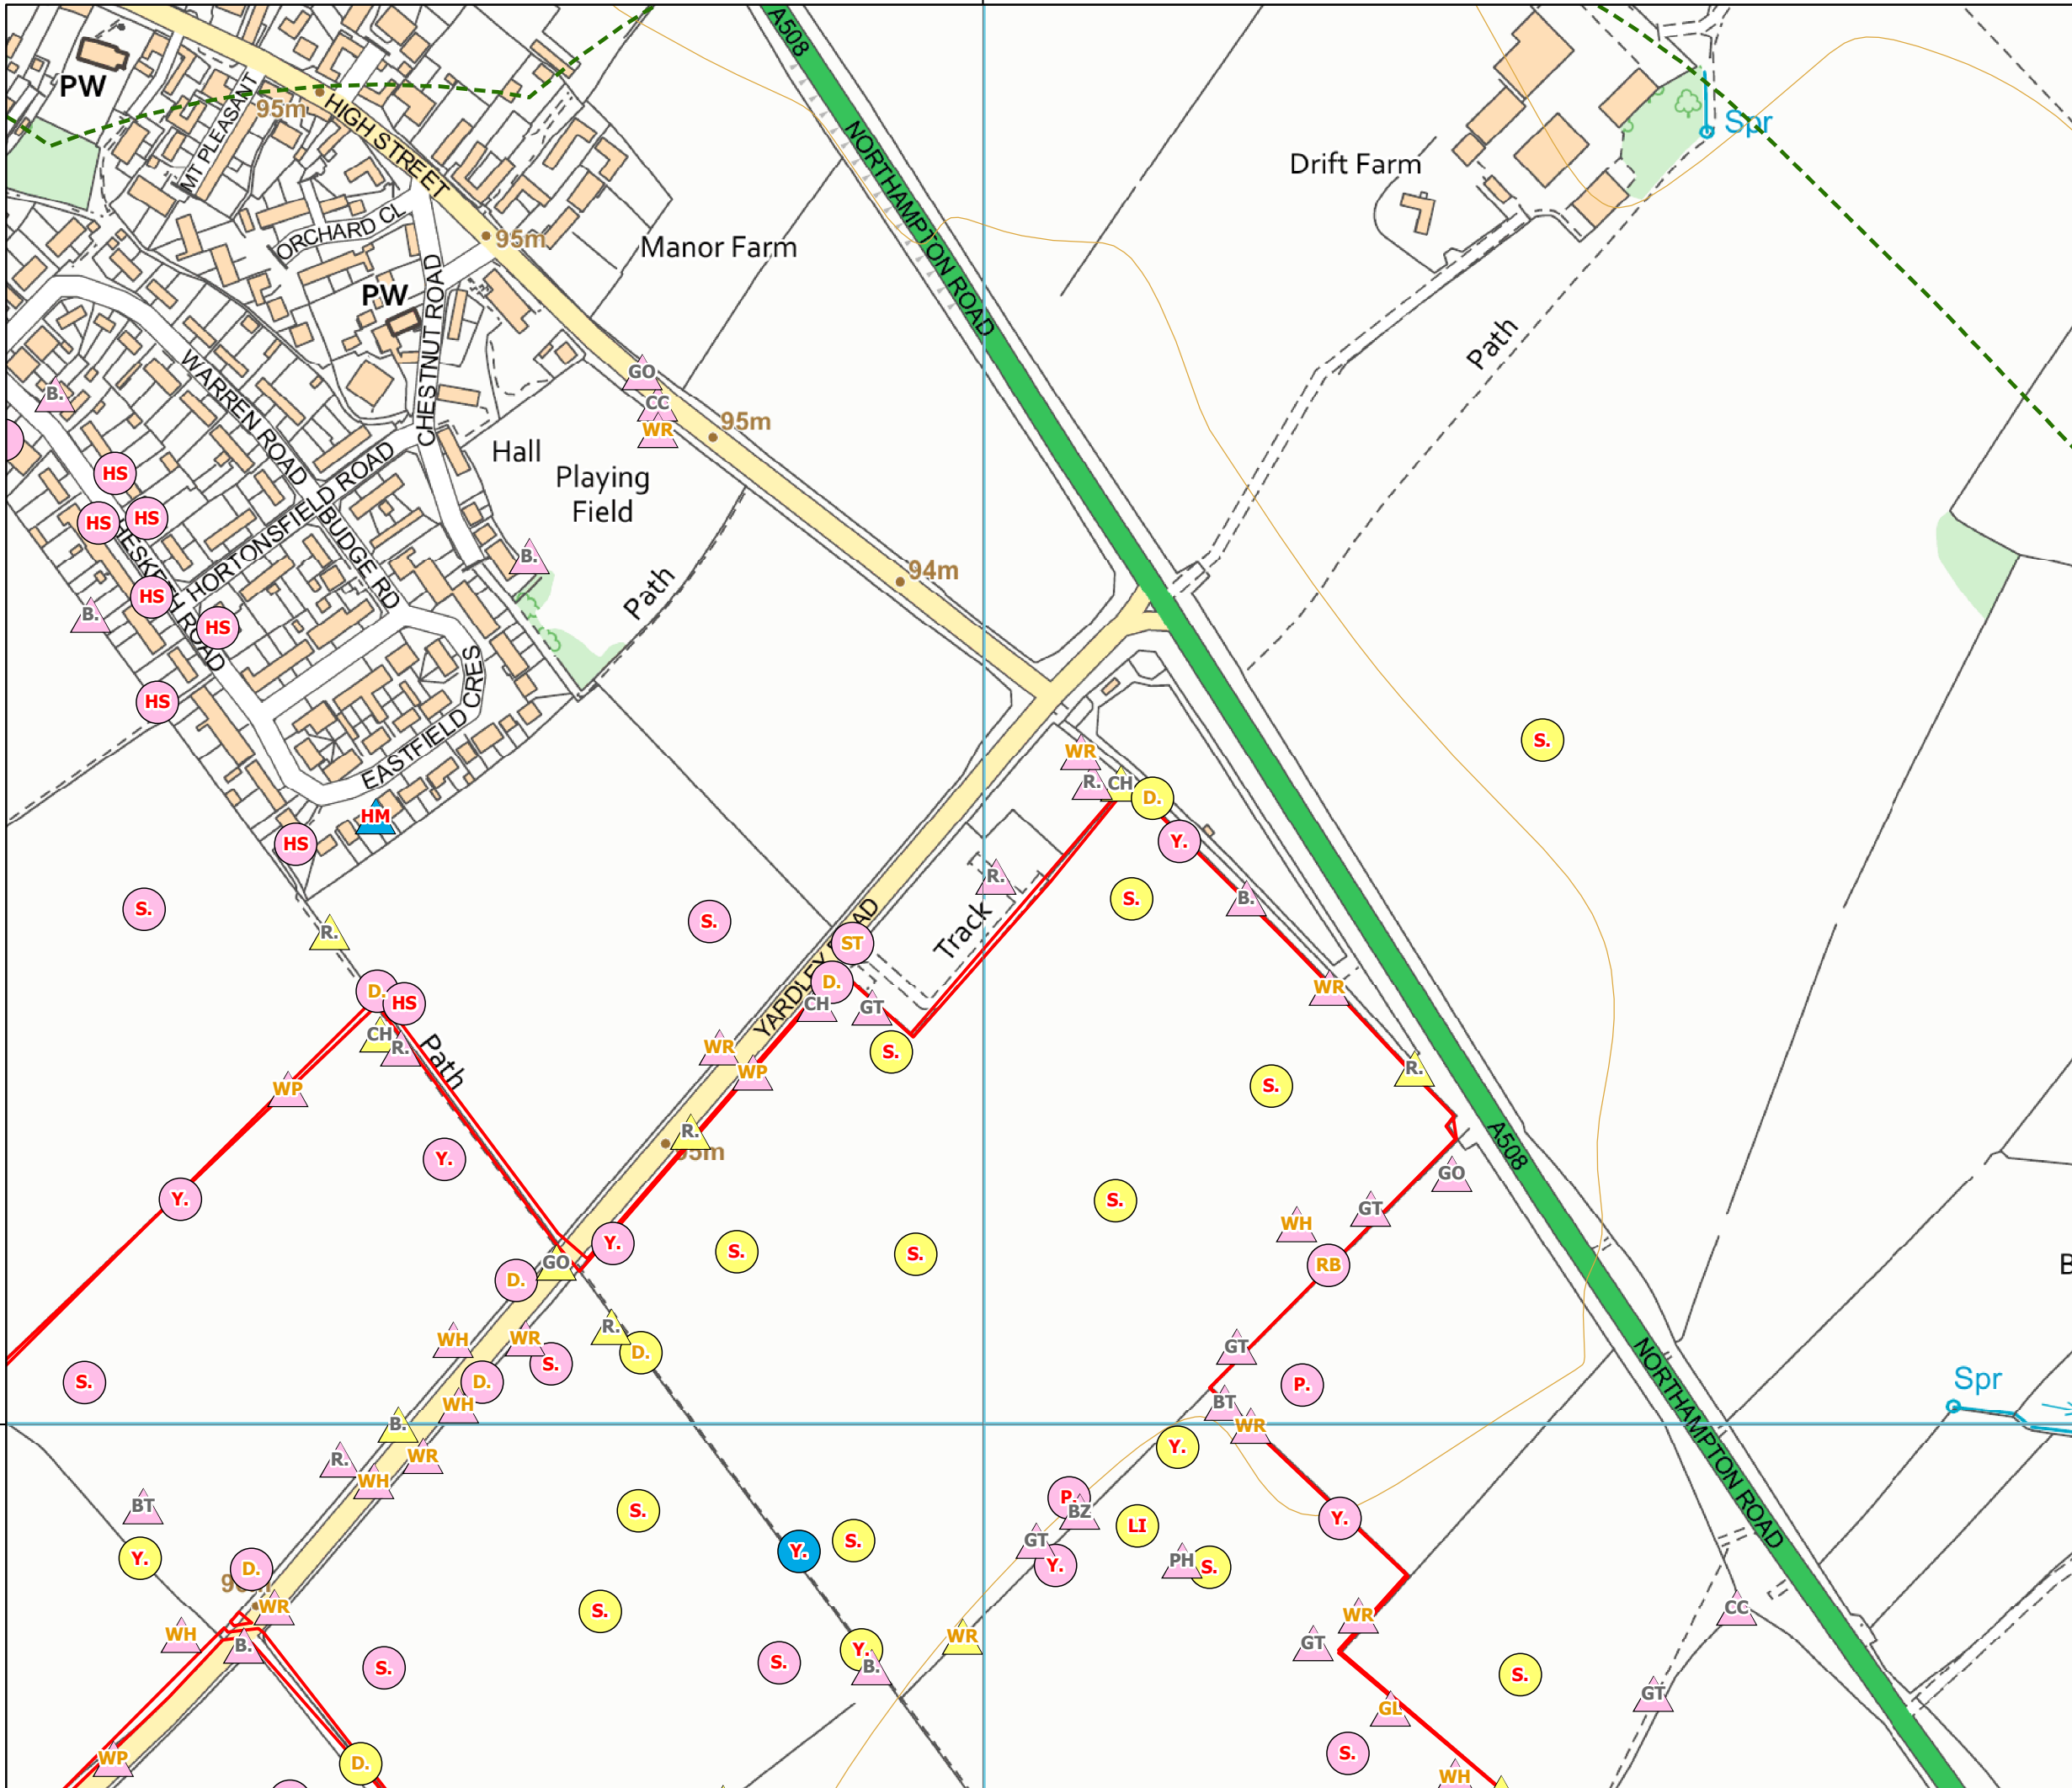 A508
PW
95m
HIGH STREET
MT PLEASANT
Spr
Drift Farm
NORTHAMPTON ROAD
ORCHARD CL
95m
Manor Farm
PW
CHESTNUT ROAD
Path
WARREN ROAD
GO
CC
WR
B.
95m
Hall
Playing
Field
HS
HS
HS
HORTONSFIELD ROAD
BUDGE RD
B.
94m
Path
HS
B.
HS
ROAD
EASTFIELD CRES
HS
S.
WR
R.
CH
D.
HM
HS
Y.
R.
S.
B.
S.
S.
R.
Track
ST
D.
HS
D.
WR
YARDLEY
CH
GT
CH
R.
Path
WR
S.
WP
WP
R.
S.
A508
95m
Y.
GO
Y.
S.
GT
WH
Y.
S.
S.
RB
GO
D.
WH
WR
R.
D.
S.
GT
S.
D.
P.
Spr
NORTHAMPTON ROAD
WH
BT
B.
WR
Y.
R.
WR
WH
P.
BZ
LI
Y.
BT
S.
GT
Y.
S.
Y.
PH
S.
Y.
D.
WR
S.
WR
CC
WH
B.
Y.
WR
GT
S.
S.
B.
S.
GT
GL
WP
D.
S.
WH